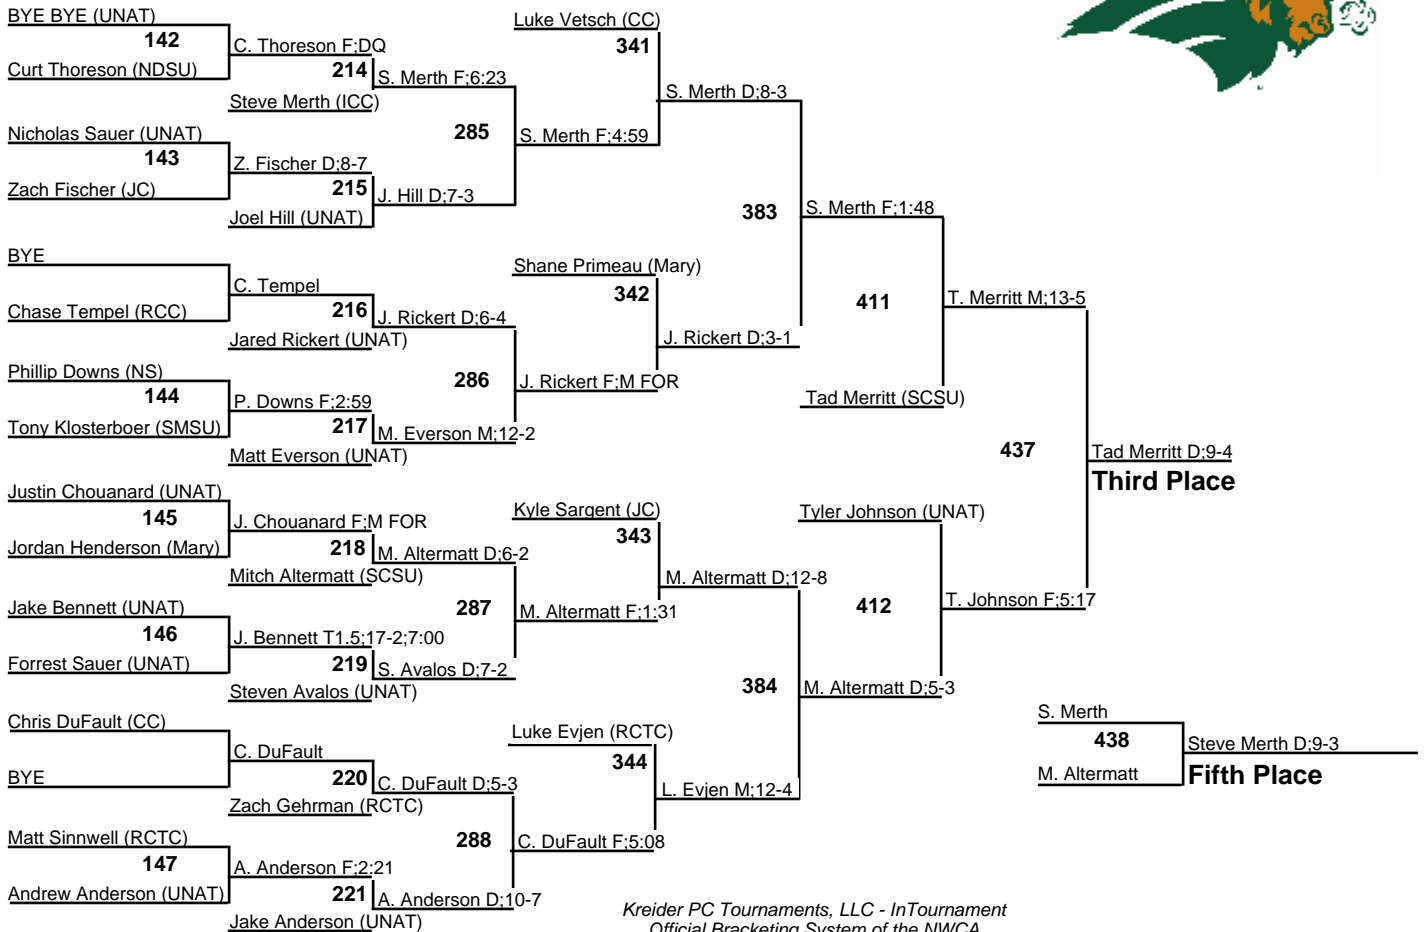 BYE BYE (UNAT)
142
Curt Thoreson (NDSU)
C. Thoreson F;DQ
214
Steve Merth (ICC)
S. Merth F;6:23
Nicholas Sauer (UNAT)
143
Zach Fischer (JC)
Z. Fischer D;8-7
215
Joel Hill (UNAT)
J. Hill D;7-3
285
S. Merth F;4:59
Luke Vetsch (CC)
341
S. Merth D;8-3
BYE
Chase Tempel (RCC)
C. Tempel
216
Jared Rickert (UNAT)
J. Rickert D;6-4
Phillip Downs (NS)
144
Tony Klosterboer (SMSU)
P. Downs F;2:59
217
Matt Everson (UNAT)
M. Everson M;12-2
286
J. Rickert F;M FOR
Shane Primeau (Mary)
342
J. Rickert D;3-1
383
S. Merth F;1:48
411
Tad Merritt (SCSU)
T. Merritt M;13-5
Justin Chouanard (UNAT)
145
Jordan Henderson (Mary)
J. Chouanard F;M FOR
218
Mitch Altermatt (SCSU)
M. Altermatt D;6-2
Jake Bennett (UNAT)
146
Forrest Sauer (UNAT)
J. Bennett T1.5;17-2;7:00
219
Steven Avalos (UNAT)
S. Avalos D;7-2
287
M. Altermatt F;1:31
Kyle Sargent (JC)
343
M. Altermatt D;12-8
Chris DuFault (CC)
BYE
C. DuFault
220
Zach Gehrman (RCTC)
C. DuFault D;5-3
Matt Sinnwell (RCTC)
147
Andrew Anderson (UNAT)
A. Anderson F;2:21
221
Jake Anderson (UNAT)
A. Anderson D;10-7
288
C. DuFault F;5:08
Luke Evjen (RCTC)
344
L. Evjen M;12-4
384
M. Altermatt D;5-3
Tyler Johnson (UNAT)
412
T. Johnson F;5:17
437
Tad Merritt D;9-4
Third Place
S. Merth
438
M. Altermatt
Steve Merth D;9-3
Fifth Place
Kreider PC Tournaments, LLC - InTournament
Official Bracketing System of the NWCA